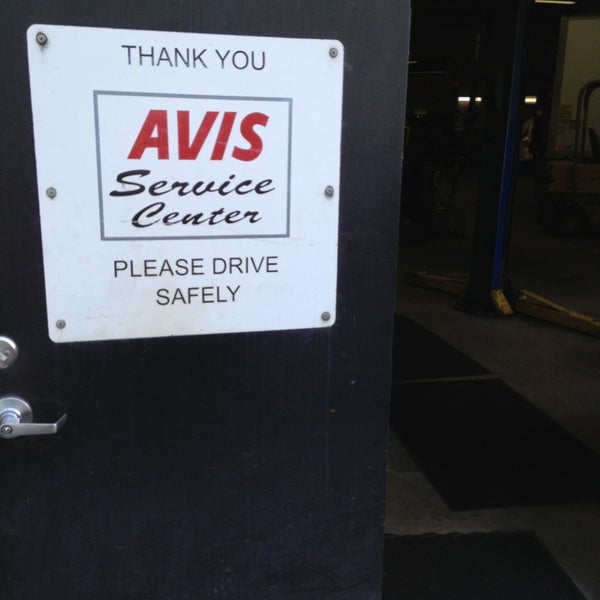 THANK YOU
AVIS
Service
Center
PLEASE DRIVE
SAFELY